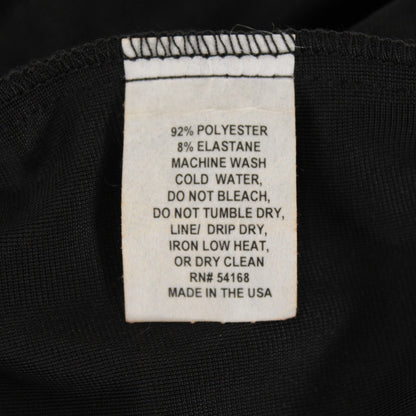 92% POLYESTER
8% ELASTANE
MACHINE WASH
COLD WATER,
DO NOT BLEACH,
DO NOT TUMBLE DRY,
LINE/ DRIP DRY,
IRON LOW HEAT,
OR DRY CLEAN
RN# 54168
MADE IN THE USA